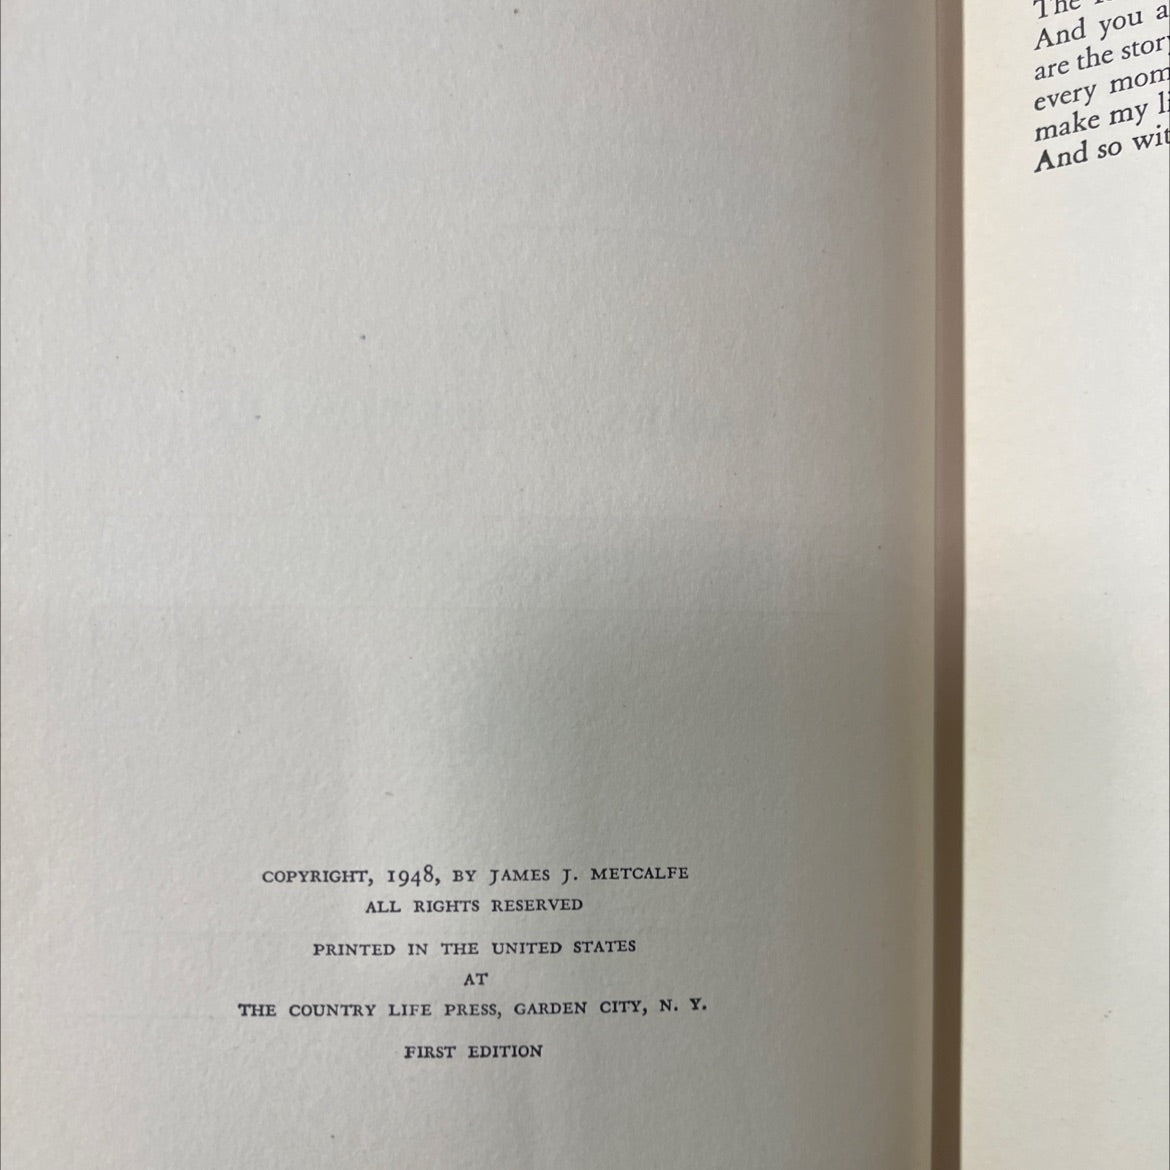 COPYRIGHT, 1948, BY JAMES J. METCALFE
ALL RIGHTS RESERVED
PRINTED IN THE UNITED STATES
AT
THE COUNTRY LIFE PRESS, GARDEN CITY, N. Y.
FIRST EDITION
The
And you a
are the
every
make my
And so